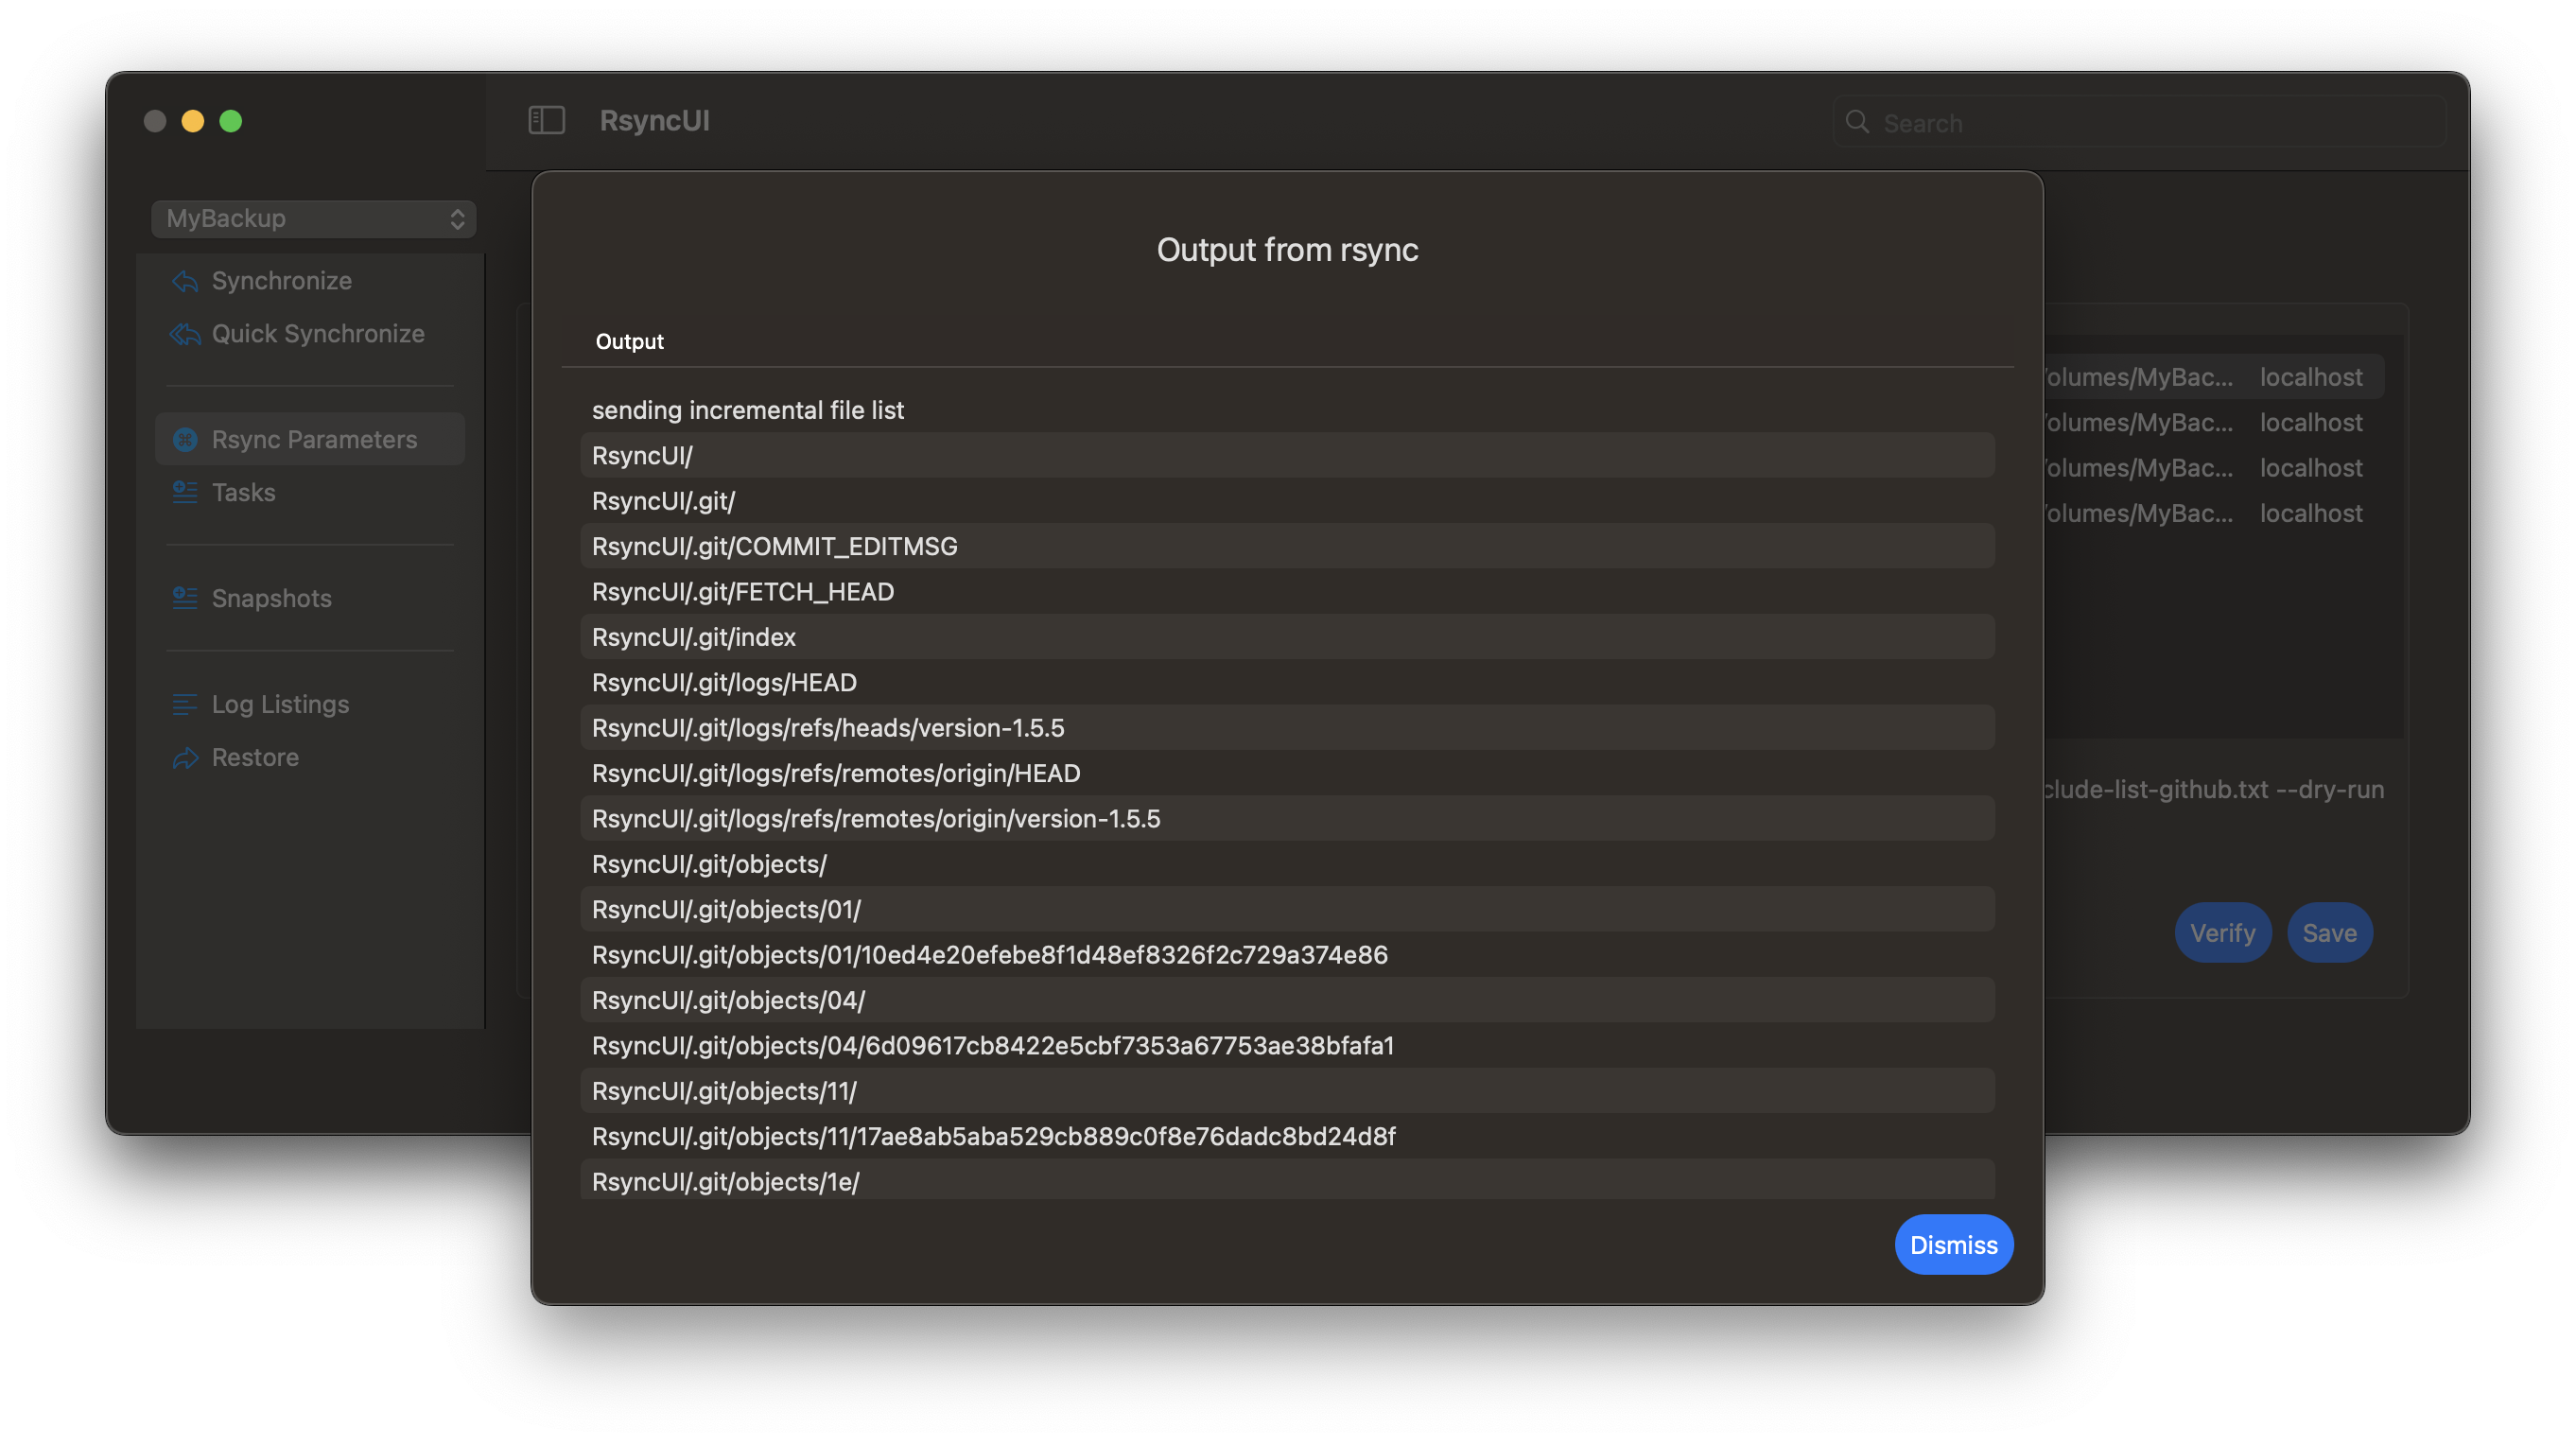 RsyncUI
Search
MyBackup
Synchronize
Quick Synchronize
Rsync Parameters
Tasks
Snapshots
Log Listings
Restore
Output from rsync
Output
sending incremental file list
RsyncUI/
RsyncUI/.git/
RsyncUI/.git/COMMIT_EDITMSG
RsyncUI/.git/FETCH_HEAD
RsyncUI/.git/index
RsyncUI/.git/logs/HEAD
RsyncUI/.git/logs/refs/heads/version-1.5.5
RsyncUI/.git/logs/refs/remotes/origin/HEAD
RsyncUI/.git/logs/refs/remotes/origin/version-1.5.5
RsyncUI/.git/objects/
RsyncUI/.git/objects/01/
RsyncUI/.git/objects/01/10ed4e20efebe8f1d48ef8326f2c729a374e86
RsyncUI/.git/objects/04/
RsyncUI/.git/objects/04/6d09617cb8422e5cbf7353a67753ae38bfafa1
RsyncUI/.git/objects/11/
RsyncUI/.git/objects/11/17ae8ab5aba529cb889c0f8e76dadc8bd24d8f
RsyncUI/.git/objects/1e/
Dismiss
olumes/MyBac... localhost
olumes/MyBac... localhost
olumes/MyBac... localhost
olumes/MyBac... localhost
clude-list-github.txt --dry-run
Verify
Save